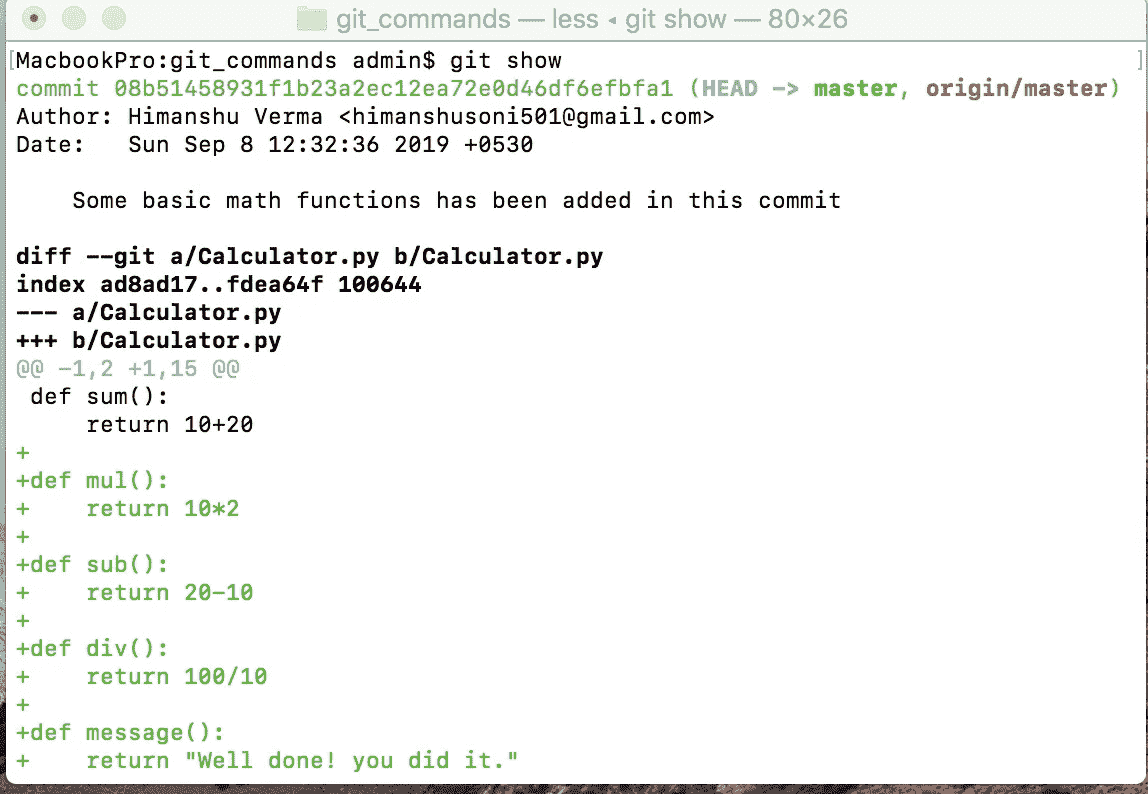 git_commands — less ◂ git show — 80×26
[MacbookPro:git_commands admin$ git show ]
commit 08b51458931f1b23a2ec12ea72e0d46df6efbfa1 (HEAD -> master, origin/master)
Author: Himanshu Verma <himanshusoni501@gmail.com>
Date:   Sun Sep 8 12:32:36 2019 +0530

    Some basic math functions has been added in this commit

diff --git a/Calculator.py b/Calculator.py
index ad8ad17..fdea64f 100644
--- a/Calculator.py
+++ b/Calculator.py
@@ -1,2 +1,15 @@
 def sum():
     return 10+20
+
+def mul():
+    return 10*2
+
+def sub():
+    return 20-10
+
+def div():
+    return 100/10
+
+def message():
+    return "Well done! you did it."